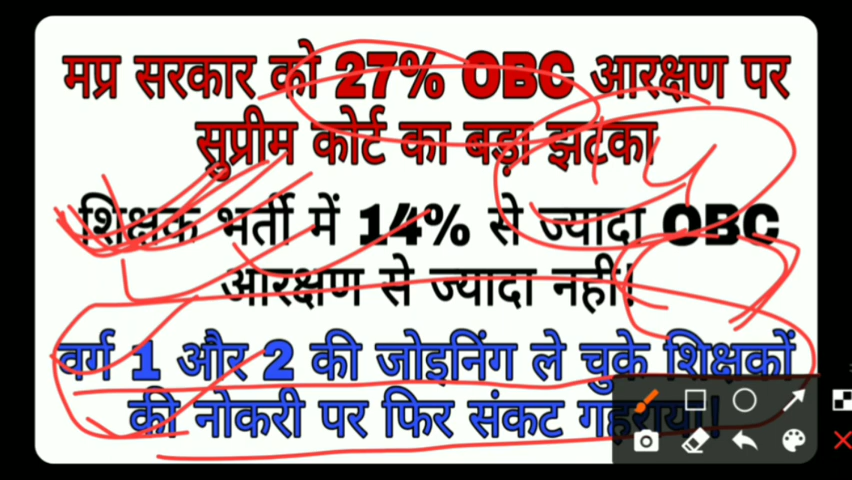 मप्र सरकार को 27% OBC आरक्षण पर
सुप्रीम कोर्ट का बड़ा झटका
शिक्षक भर्ती में 14% से ज्यादा OBC
आरक्षण से ज्यादा नही!
वर्ग 1 और 2 की जोइनिंग ले चुके शिक्षकों
की नोकरी पर फिर संकट गहराया!